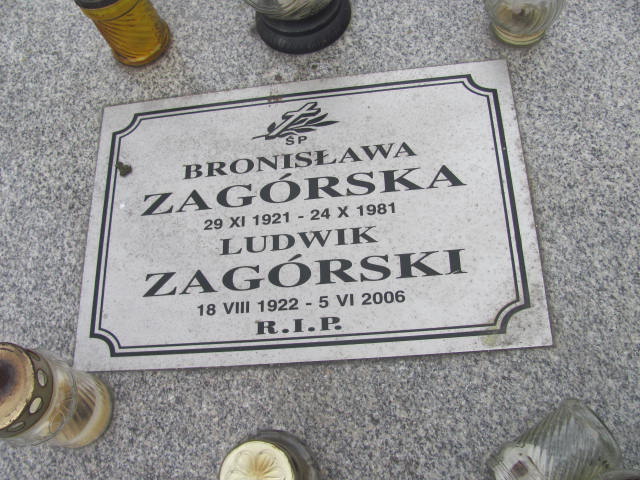 ŚP
BRONISŁAWA
ZAGÓRSKA
29 XI 1921 - 24 X 1981
LUDWIK
ZAGÓRSKI
18 VIII 1922 - 5 VI 2006
R.I.P.